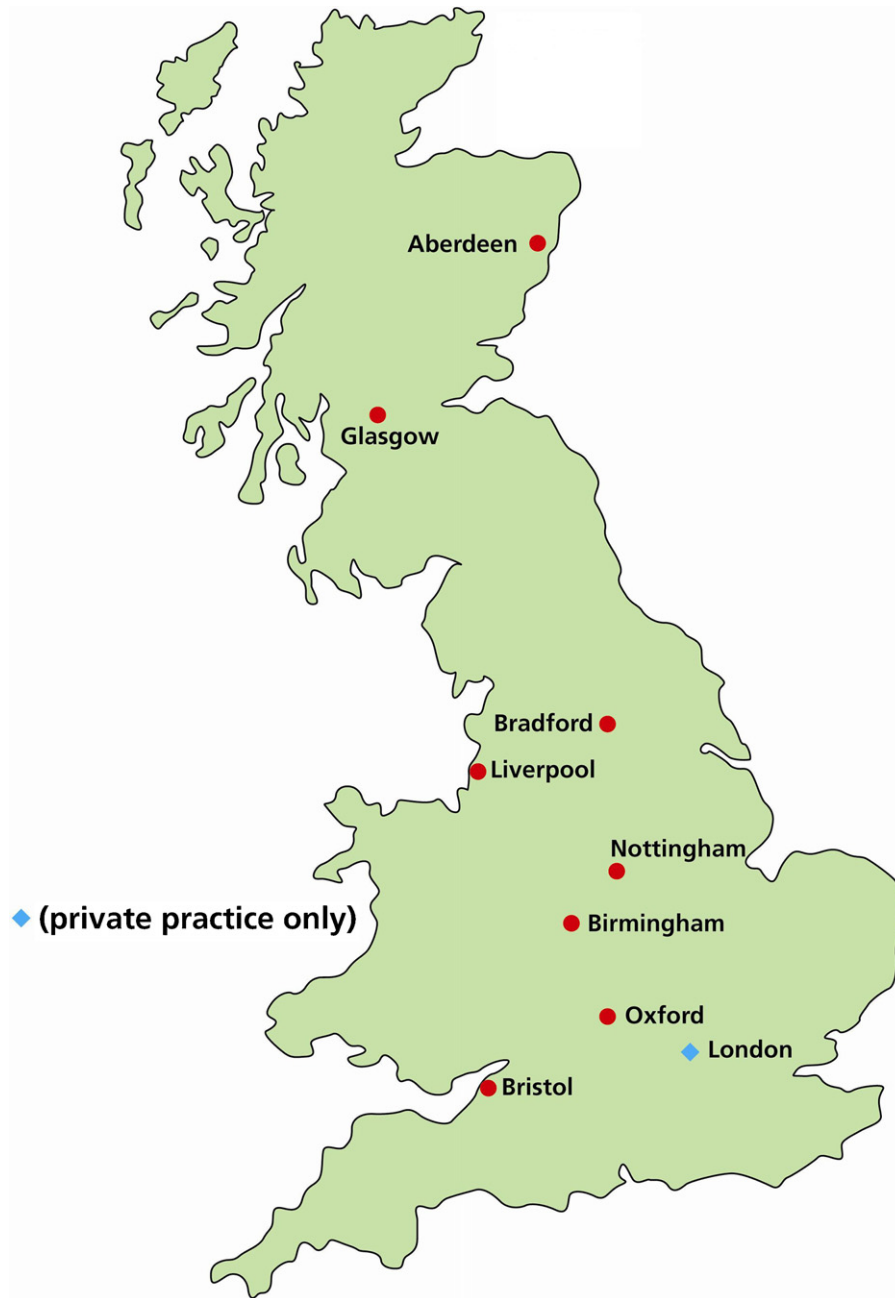 Aberdeen
Glasgow
Bradford
Liverpool
Nottingham
(private practice only)
Birmingham
Oxford
London
Bristol